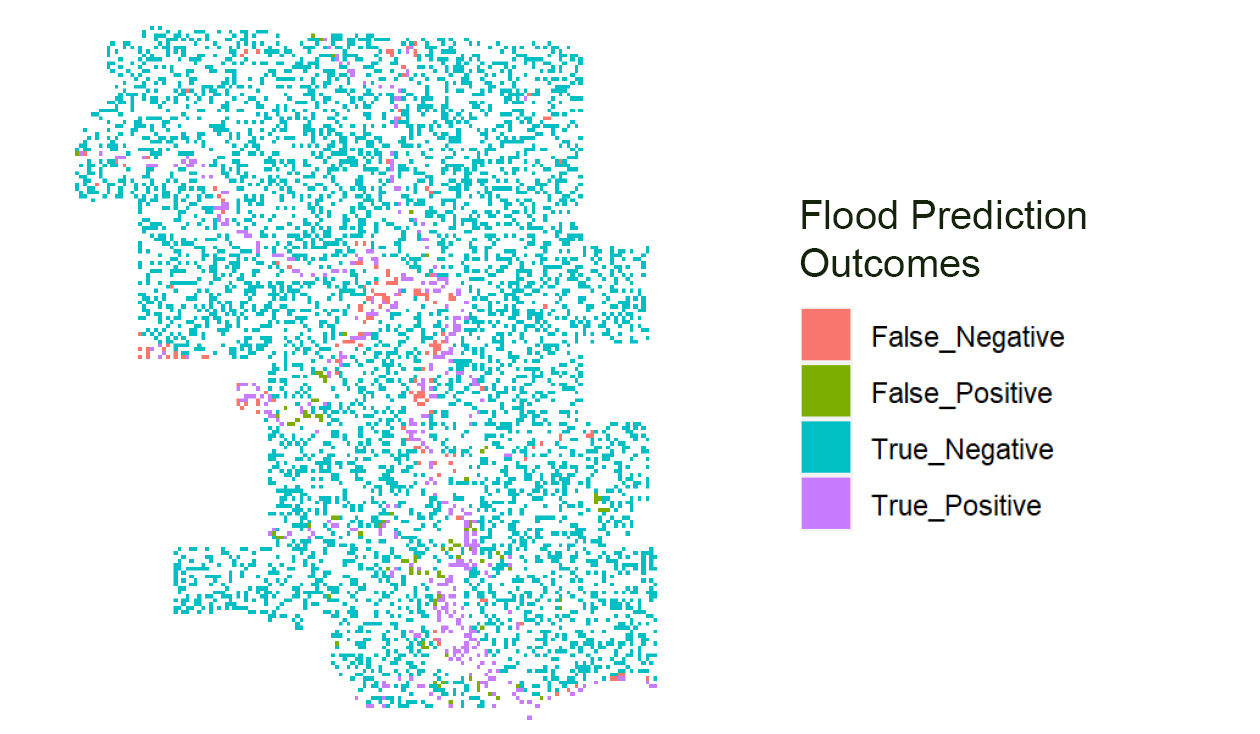 Flood Prediction
Outcomes
False_Negative
False_Positive
True_Negative
True_Positive